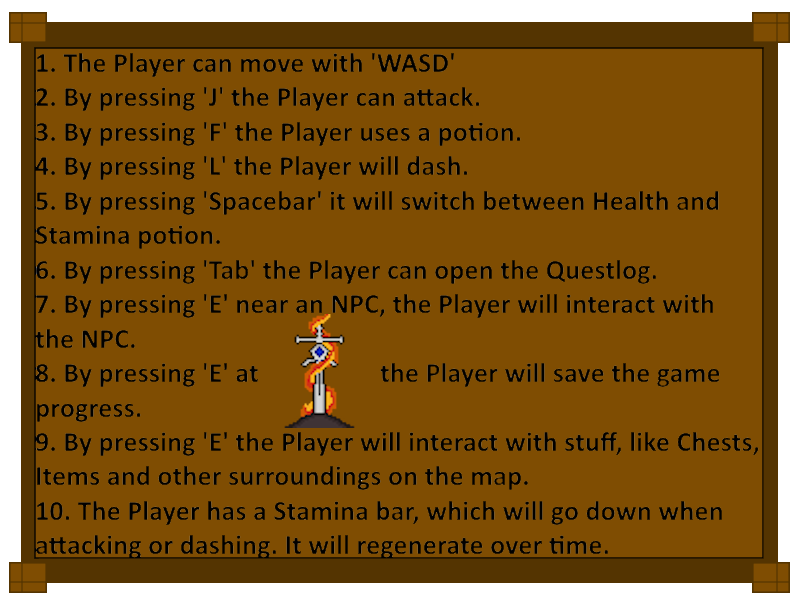 1. The Player can move with 'WASD'
2. By pressing 'J' the Player can attack.
3. By pressing 'F' the Player uses a potion.
4. By pressing 'L' the Player will dash.
5. By pressing 'Spacebar' it will switch between Health and
Stamina potion.
6. By pressing 'Tab' the Player can open the Questlog.
7. By pressing 'E' near an NPC, the Player will interact with
the NPC.
8. By pressing 'E' at the Player will save the game
progress.
9. By pressing 'E' the Player will interact with stuff, like Chests,
Items and other surroundings on the map.
10. The Player has a Stamina bar, which will go down when
attacking or dashing. It will regenerate over time.